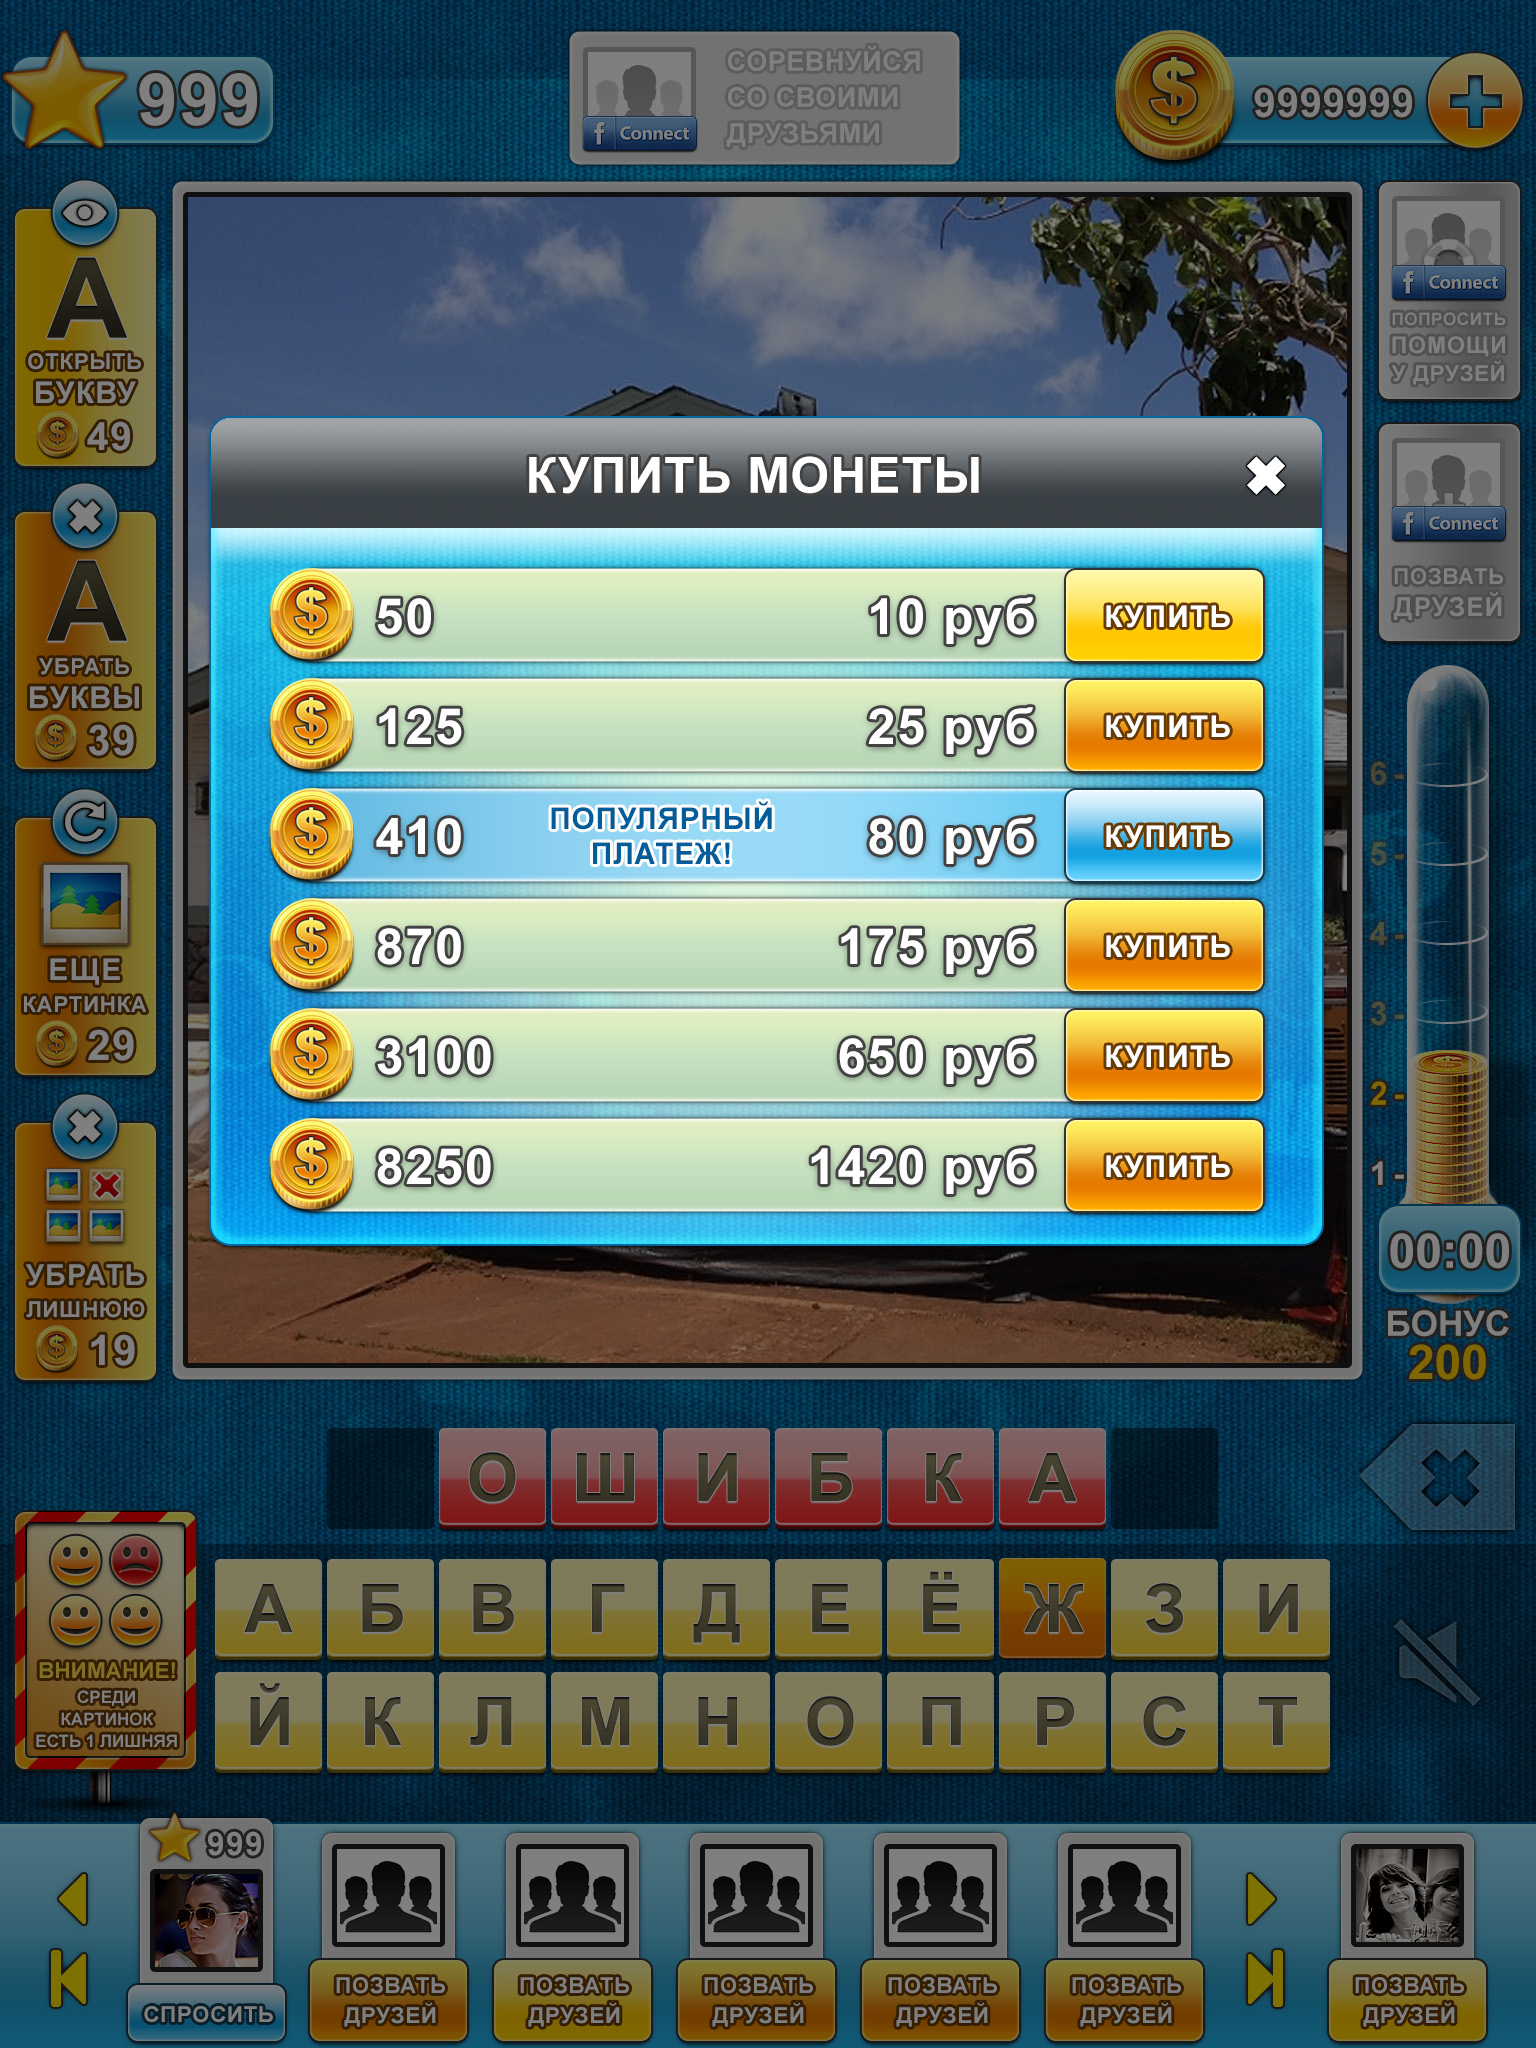 999
СОРЕВНУЙСЯ
СО СВОИМИ
ДРУЗЬЯМИ
f Connect
$
9999999
А
ОТКРЫТЬ
БУКВУ
$ 49
А
УБРАТЬ
БУКВЫ
$ 39
ЕЩЕ
КАРТИНКА
$ 29
УБРАТЬ
ЛИШНЮЮ
$ 19
f Connect
ПОПРОСИТЬ
ПОМОЩИ
У ДРУЗЕЙ
f Connect
ПОЗВАТЬ
ДРУЗЕЙ
КУПИТЬ МОНЕТЫ
$ 50 10 руб КУПИТЬ
$ 125 25 руб КУПИТЬ
$ 410 ПОПУЛЯРНЫЙ
ПЛАТЕЖ! 80 руб КУПИТЬ
$ 870 175 руб КУПИТЬ
$ 3100 650 руб КУПИТЬ
$ 8250 1420 руб КУПИТЬ
6 -
5 -
4 -
3 -
2 -
1 -
$
00:00
БОНУС
200
О Ш И Б К А
А Б В Г Д Е Ё Ж З И
Й К Л М Н О П Р С Т
ВНИМАНИЕ!
СРЕДИ
КАРТИНОК
ЕСТЬ 1 ЛИШНЯЯ
999
СПРОСИТЬ
ПОЗВАТЬ
ДРУЗЕЙ
ПОЗВАТЬ
ДРУЗЕЙ
ПОЗВАТЬ
ДРУЗЕЙ
ПОЗВАТЬ
ДРУЗЕЙ
ПОЗВАТЬ
ДРУЗЕЙ
ПОЗВАТЬ
ДРУЗЕЙ